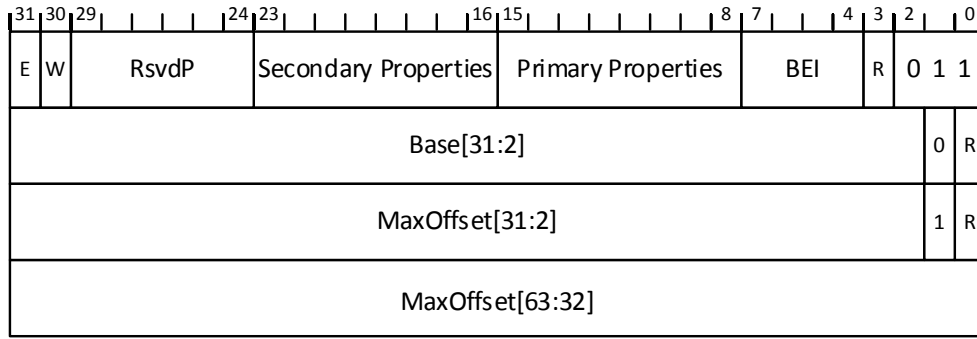 31 30 29 24 23 16 15 8 7 4 3 2 0
E W RsvdP Secondary Properties Primary Properties BEI R 0 1 1
Base[31:2] 0 R
MaxOffset[31:2] 1 R
MaxOffset[63:32]